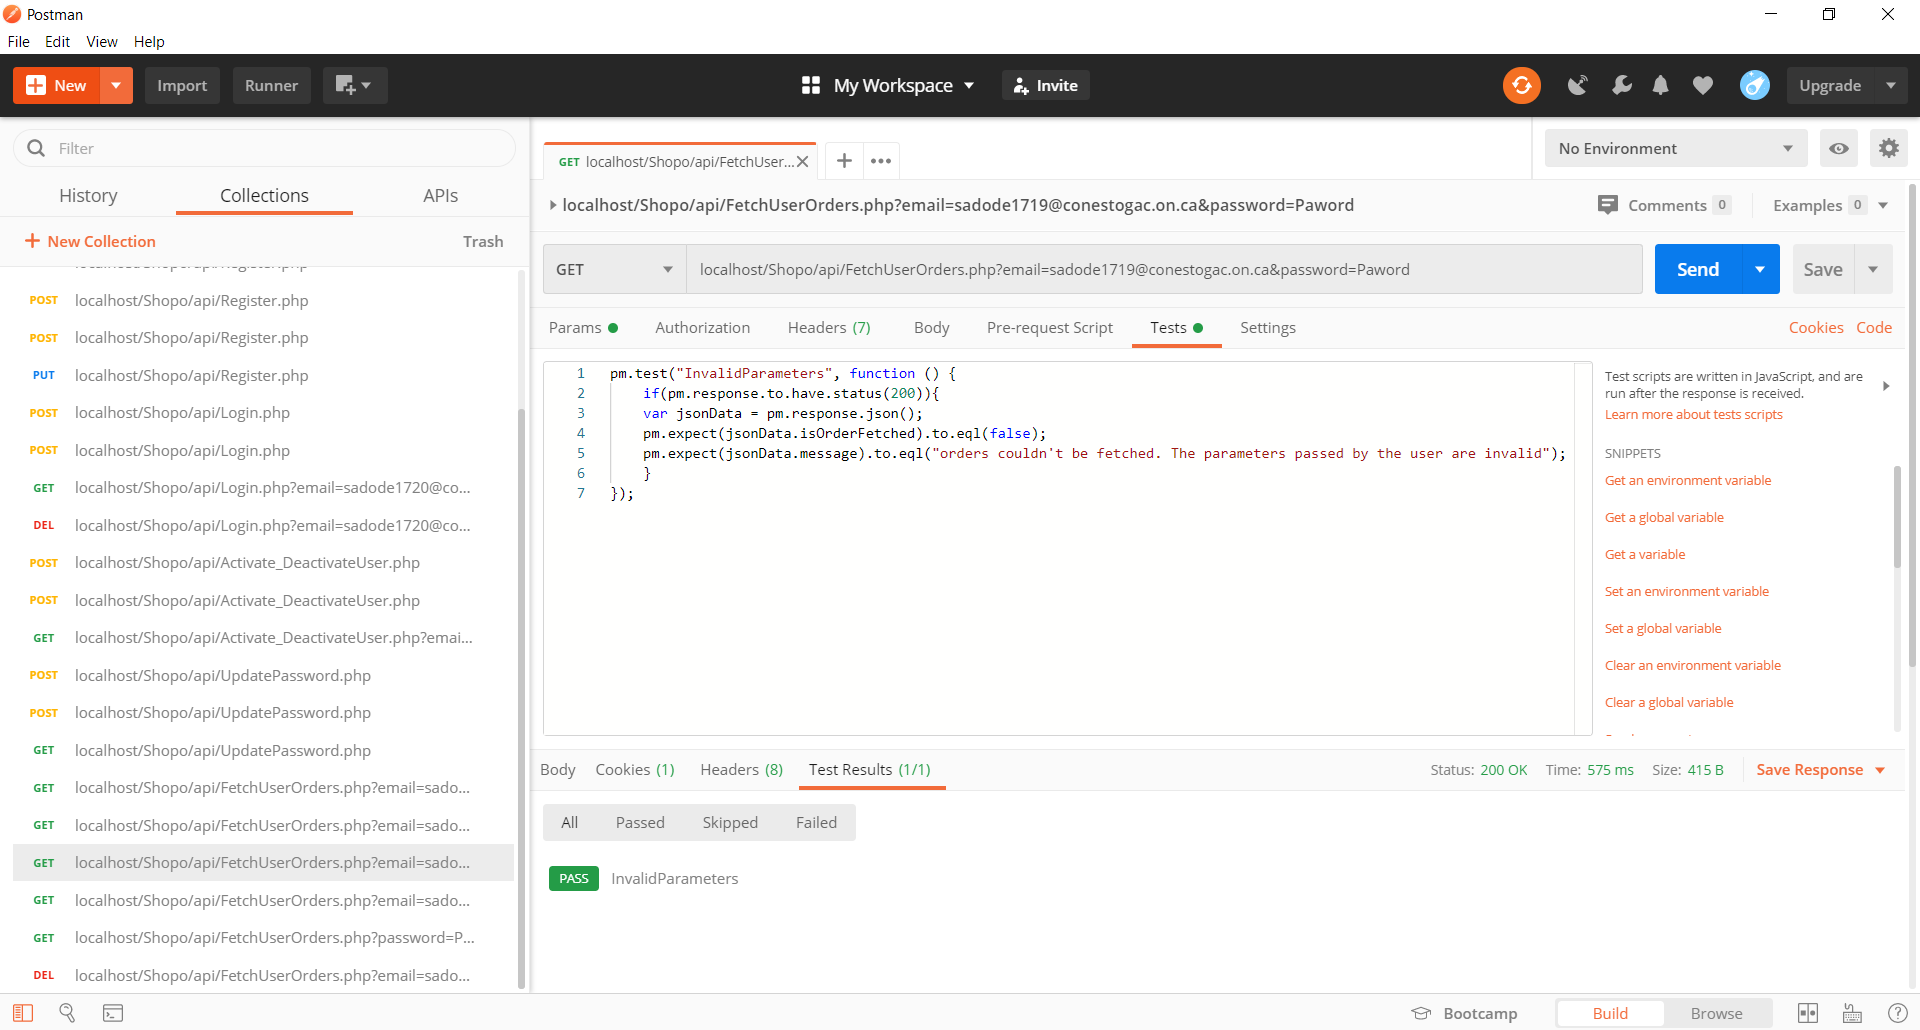 Postman
File Edit View Help
New Import Runner My Workspace Invite Upgrade
Filter
History Collections APIs
New Collection Trash
localhost/Shopo/api/Register.php
POST localhost/Shopo/api/Register.php
POST localhost/Shopo/api/Register.php
PUT localhost/Shopo/api/Register.php
POST localhost/Shopo/api/Login.php
POST localhost/Shopo/api/Login.php
GET localhost/Shopo/api/Login.php?email=sadode1720@co...
DEL localhost/Shopo/api/Login.php?email=sadode1720@co...
POST localhost/Shopo/api/Activate_DeactivateUser.php
POST localhost/Shopo/api/Activate_DeactivateUser.php
GET localhost/Shopo/api/Activate_DeactivateUser.php?emai...
POST localhost/Shopo/api/UpdatePassword.php
POST localhost/Shopo/api/UpdatePassword.php
GET localhost/Shopo/api/UpdatePassword.php
GET localhost/Shopo/api/FetchUserOrders.php?email=sado...
GET localhost/Shopo/api/FetchUserOrders.php?email=sado...
GET localhost/Shopo/api/FetchUserOrders.php?email=sado...
GET localhost/Shopo/api/FetchUserOrders.php?email=sado...
GET localhost/Shopo/api/FetchUserOrders.php?password=P...
DEL localhost/Shopo/api/FetchUserOrders.php?email=sado...
GET localhost/Shopo/api/FetchUser...
No Environment
localhost/Shopo/api/FetchUserOrders.php?email=sadode1719@conestogac.on.ca&password=Paword
Comments 0 Examples 0
GET localhost/Shopo/api/FetchUserOrders.php?email=sadode1719@conestogac.on.ca&password=Paword
Send Save
Params Authorization Headers (7) Body Pre-request Script Tests Settings Cookies Code
1 pm.test("InvalidParameters", function () {
2 if(pm.response.to.have.status(200)){
3 var jsonData = pm.response.json();
4 pm.expect(jsonData.isOrderFetched).to.eql(false);
5 pm.expect(jsonData.message).to.eql("orders couldn't be fetched. The parameters passed by the user are invalid");
6 }
7 });
Test scripts are written in JavaScript, and are
run after the response is received.
Learn more about tests scripts
SNIPPETS
Get an environment variable
Get a global variable
Get a variable
Set an environment variable
Set a global variable
Clear an environment variable
Clear a global variable
Body Cookies (1) Headers (8) Test Results (1/1) Status: 200 OK Time: 575 ms Size: 415 B Save Response
All Passed Skipped Failed
PASS InvalidParameters
Bootcamp Build Browse